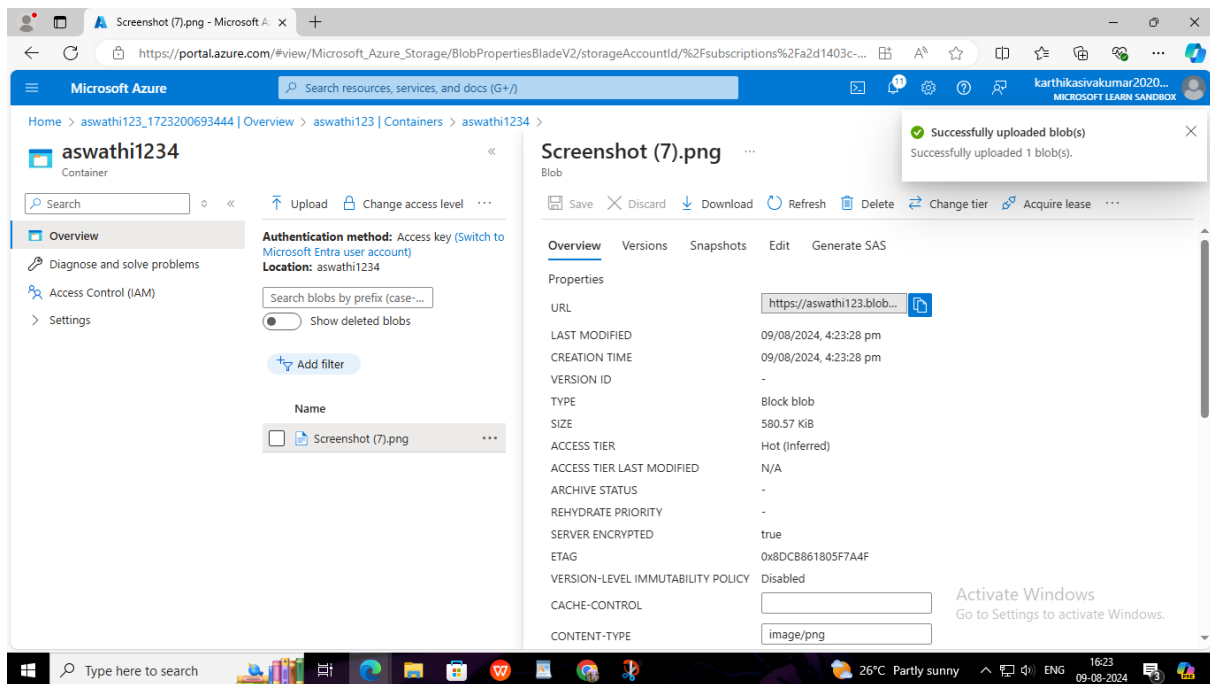 Screenshot (7).png - Microsoft A
https://portal.azure.com/#view/Microsoft_Azure_Storage/BlobPropertiesBladeV2/storageAccountId/%2Fsubscriptions%2Fa2d1403c-...
Microsoft Azure
Search resources, services, and docs (G+/)
11
karthikasivakumar2020...
MICROSOFT LEARN SANDBOX
Home > aswathi123_1723200693444 | Overview > aswathi123 | Containers > aswathi1234 >
Successfully uploaded blob(s)
Successfully uploaded 1 blob(s).
aswathi1234
Container
Search
Overview
Diagnose and solve problems
Access Control (IAM)
Settings
Upload
Change access level
Authentication method: Access key (Switch to
Microsoft Entra user account)
Location: aswathi1234
Search blobs by prefix (case-...
Show deleted blobs
Add filter
Name
Screenshot (7).png
Screenshot (7).png
Blob
Save Discard Download Refresh Delete Change tier Acquire lease
Overview Versions Snapshots Edit Generate SAS
Properties
URL https://aswathi123.blob...
LAST MODIFIED 09/08/2024, 4:23:28 pm
CREATION TIME 09/08/2024, 4:23:28 pm
VERSION ID -
TYPE Block blob
SIZE 580.57 KiB
ACCESS TIER Hot (Inferred)
ACCESS TIER LAST MODIFIED N/A
ARCHIVE STATUS -
REHYDRATE PRIORITY -
SERVER ENCRYPTED true
ETAG 0x8DCB861805F7A4F
VERSION-LEVEL IMMUTABILITY POLICY Disabled
CACHE-CONTROL
CONTENT-TYPE image/png
Activate Windows
Go to Settings to activate Windows.
Type here to search
26°C Partly sunny
ENG
16:23
09-08-2024
3